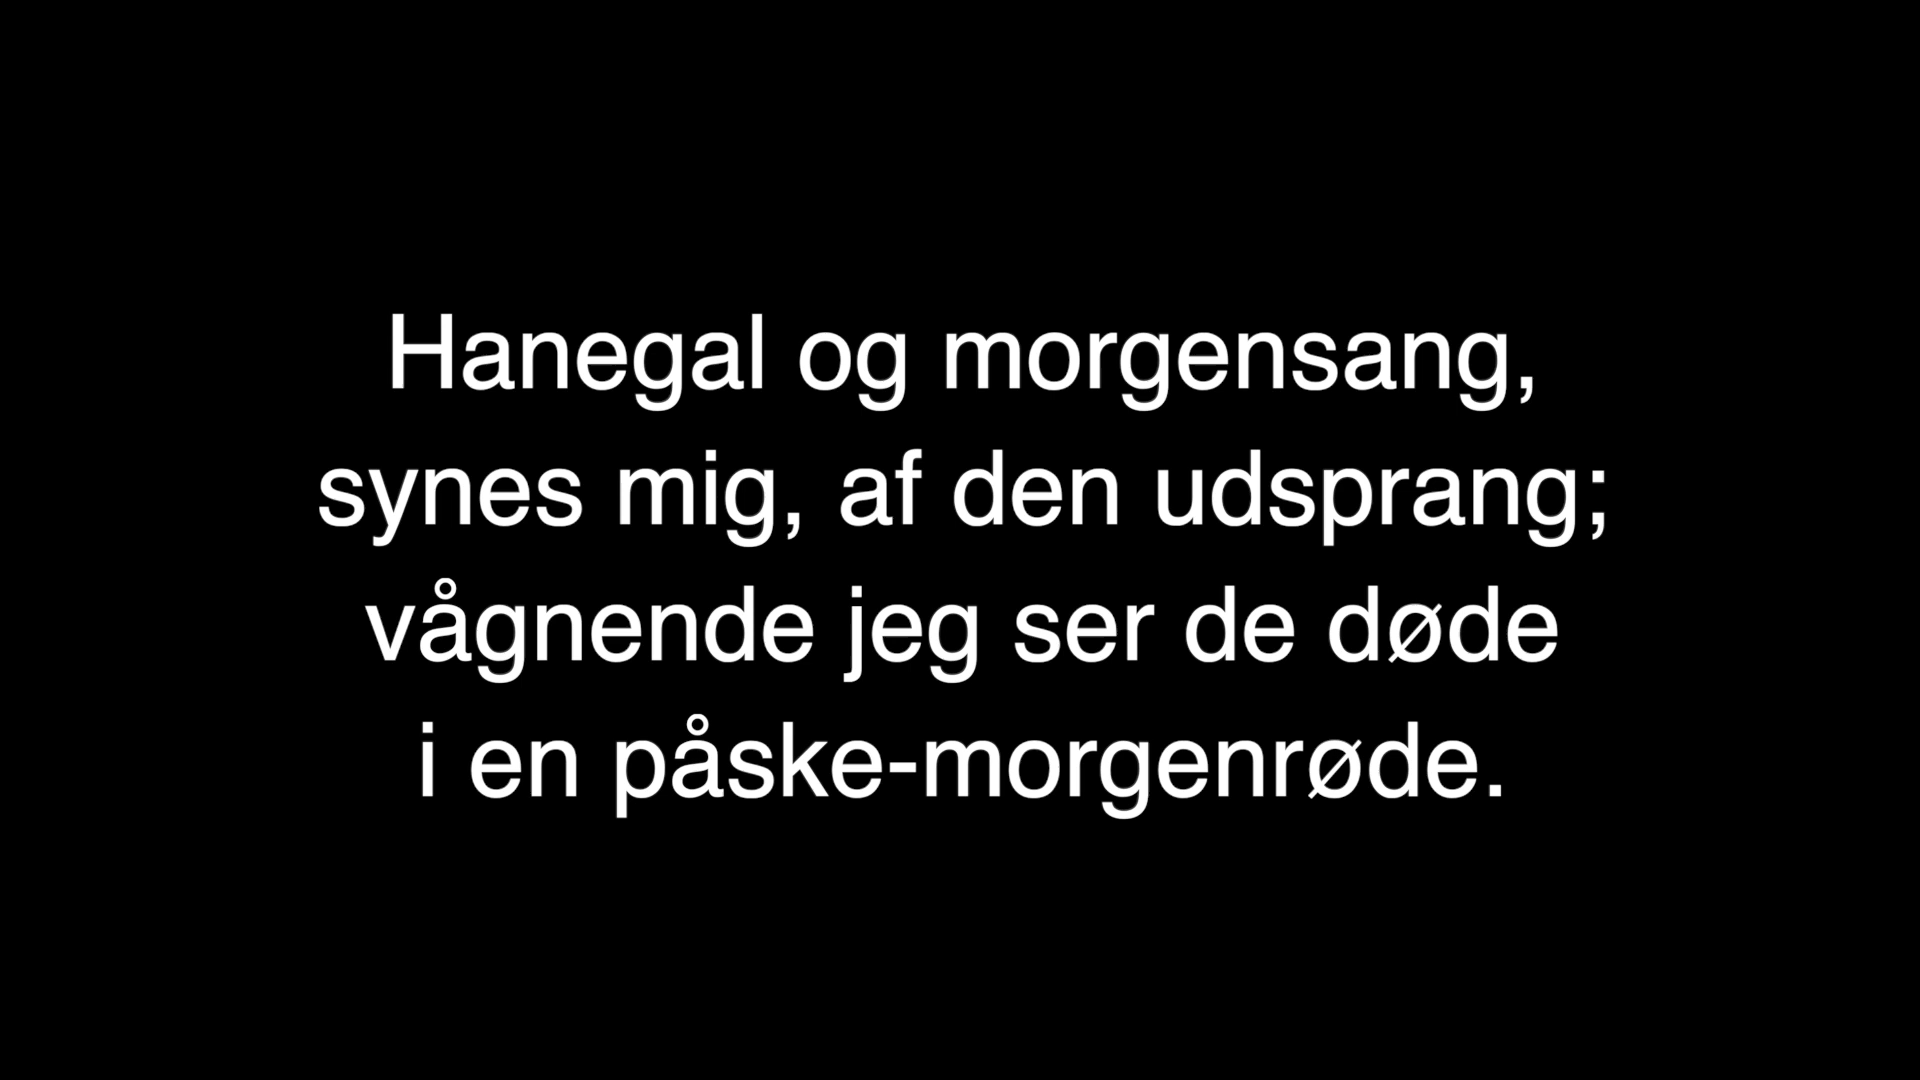 Hanegal og morgensang,
synes mig, af den udsprang;
vågnende jeg ser de døde
i en påske-morgenrøde.